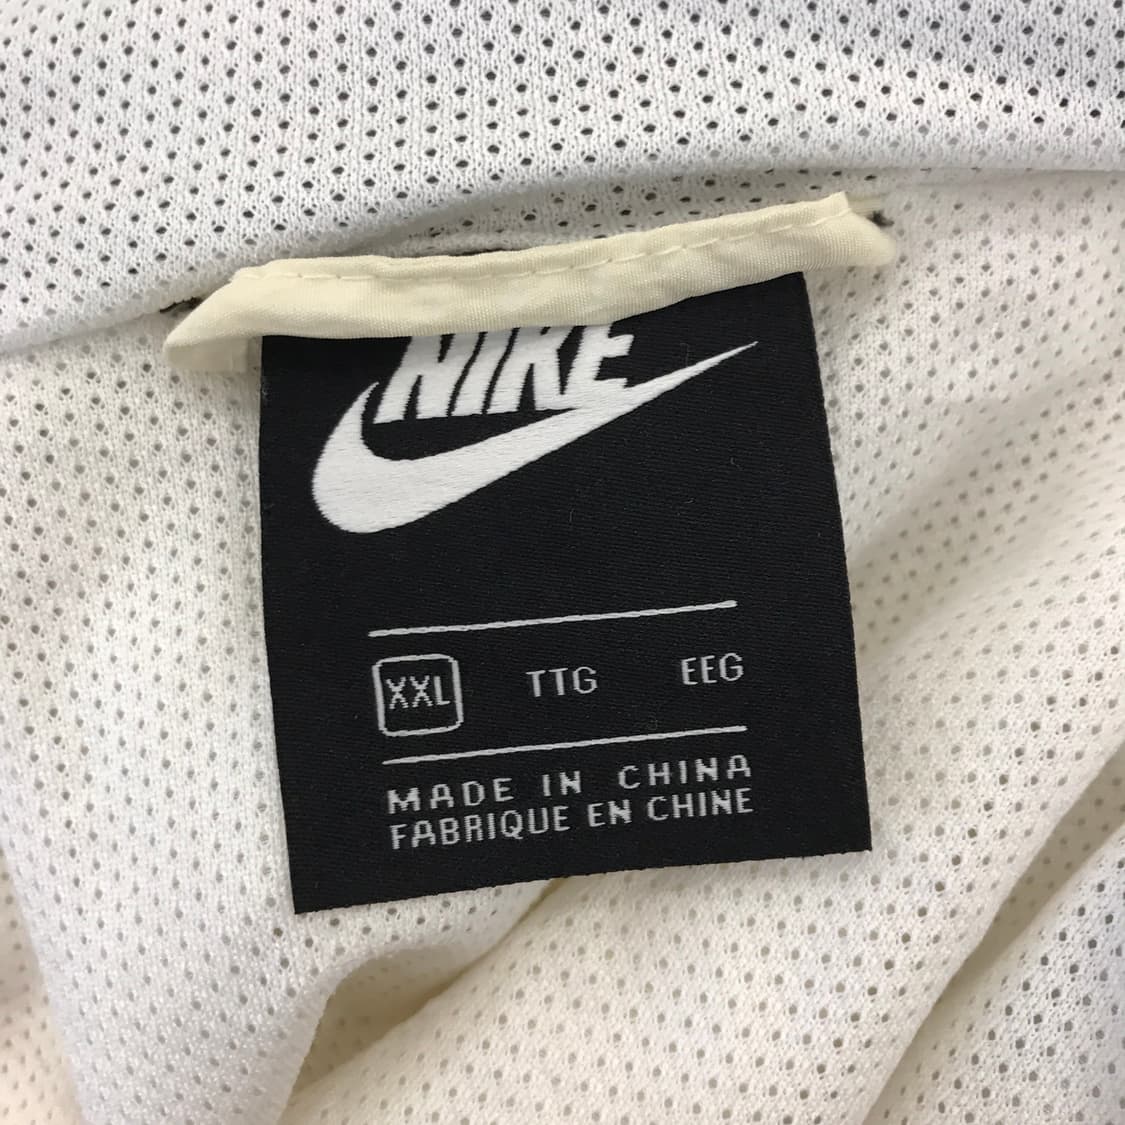 NIKE
XXL TTG EEG
MADE IN CHINA
FABRIQUE EN CHINE